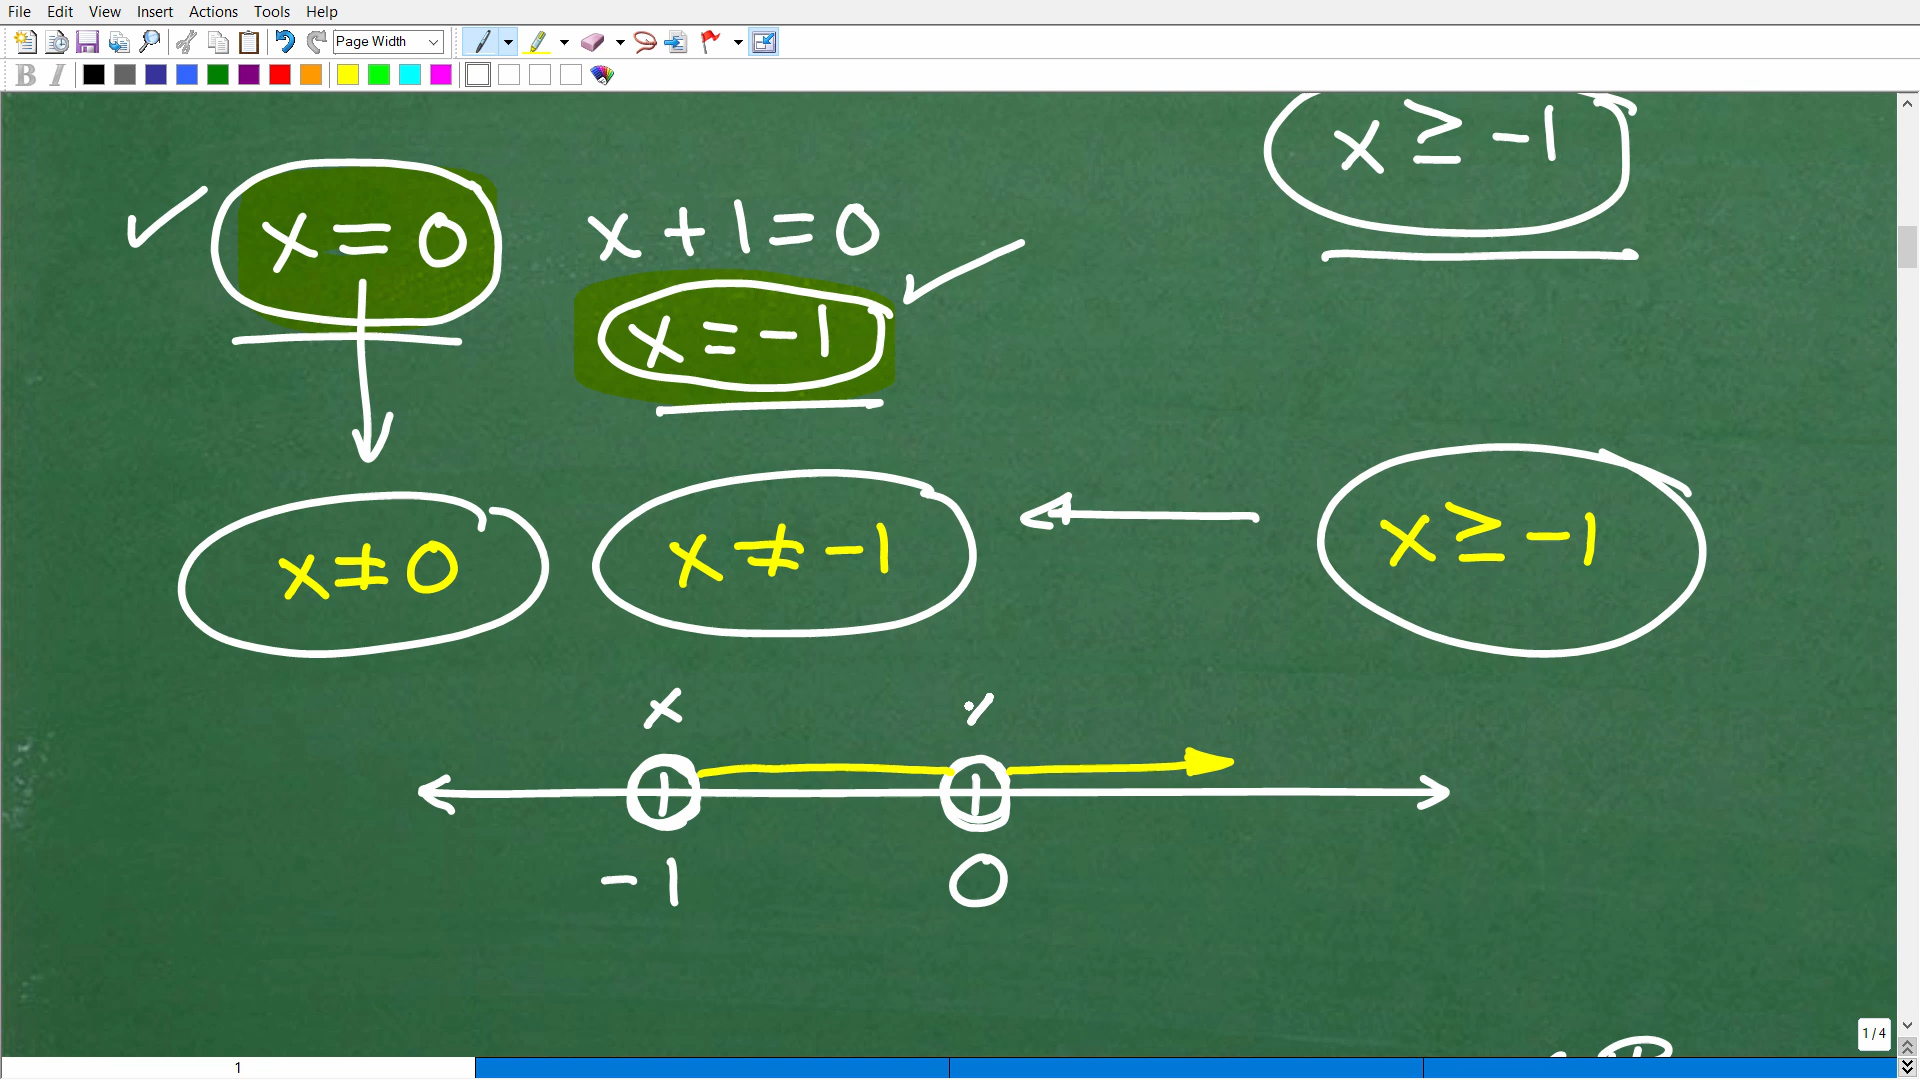 File Edit View Insert Actions Tools Help
Page Width
B I
x ≥ -1
x = 0 x + 1 = 0
x = -1
x ≠ 0 x ≠ -1 x ≥ -1
x
-1 0
1 / 4
1